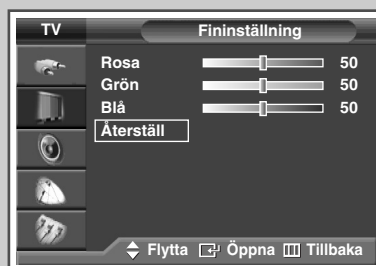 TV Fininställning
Rosa 50
Grön 50
Blå 50
Återställ
Flytta Öppna Tillbaka